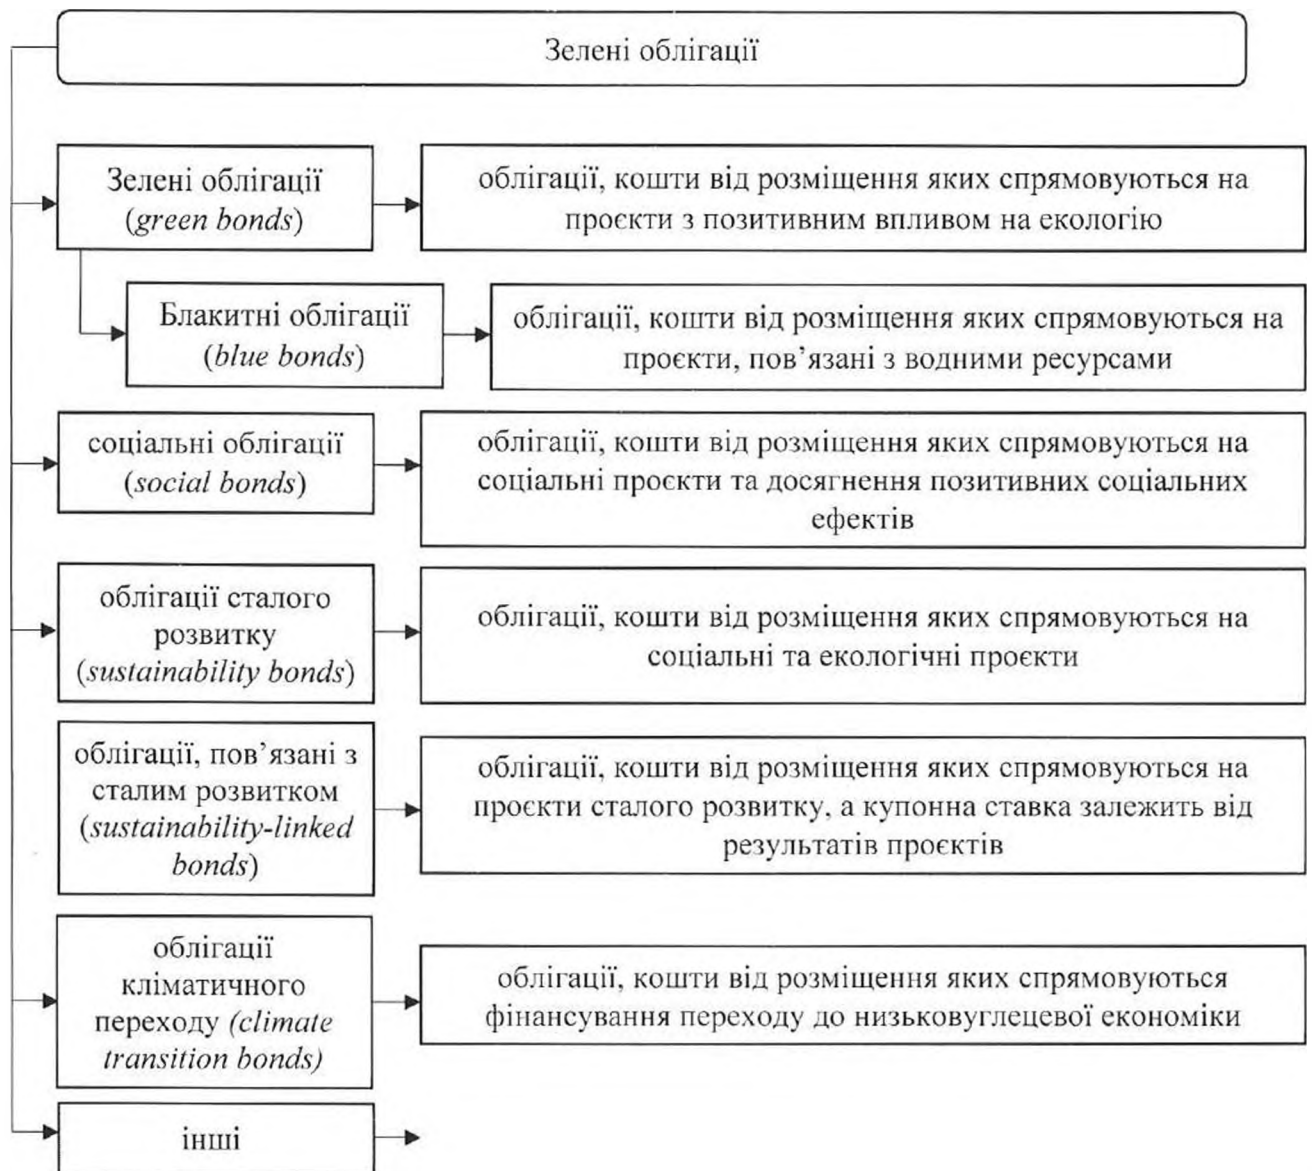 Зелені облігації
Зелені облігації
(green bonds)
облігації, кошти від розміщення яких спрямовуються на
проєкти з позитивним впливом на екологію
Блакитні облігації
(blue bonds)
облігації, кошти від розміщення яких спрямовуються на
проєкти, пов’язані з водними ресурсами
соціальні облігації
(social bonds)
облігації, кошти від розміщення яких спрямовуються на
соціальні проєкти та досягнення позитивних соціальних
ефектів
облігації сталого
розвитку
(sustainability bonds)
облігації, кошти від розміщення яких спрямовуються на
соціальні та екологічні проєкти
облігації, пов’язані з
сталим розвитком
(sustainability-linked
bonds)
облігації, кошти від розміщення яких спрямовуються на
проєкти сталого розвитку, а купонна ставка залежить від
результатів проєктів
облігації
кліматичного
переходу (climate
transition bonds)
облігації, кошти від розміщення яких спрямовуються
фінансування переходу до низьковуглецевої економіки
інші